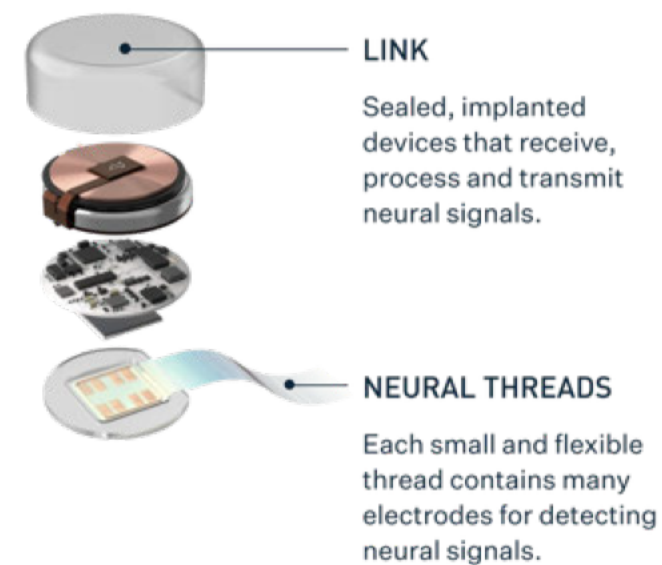 LINK
Sealed, implanted
devices that receive,
process and transmit
neural signals.
NEURAL THREADS
Each small and flexible
thread contains many
electrodes for detecting
neural signals.